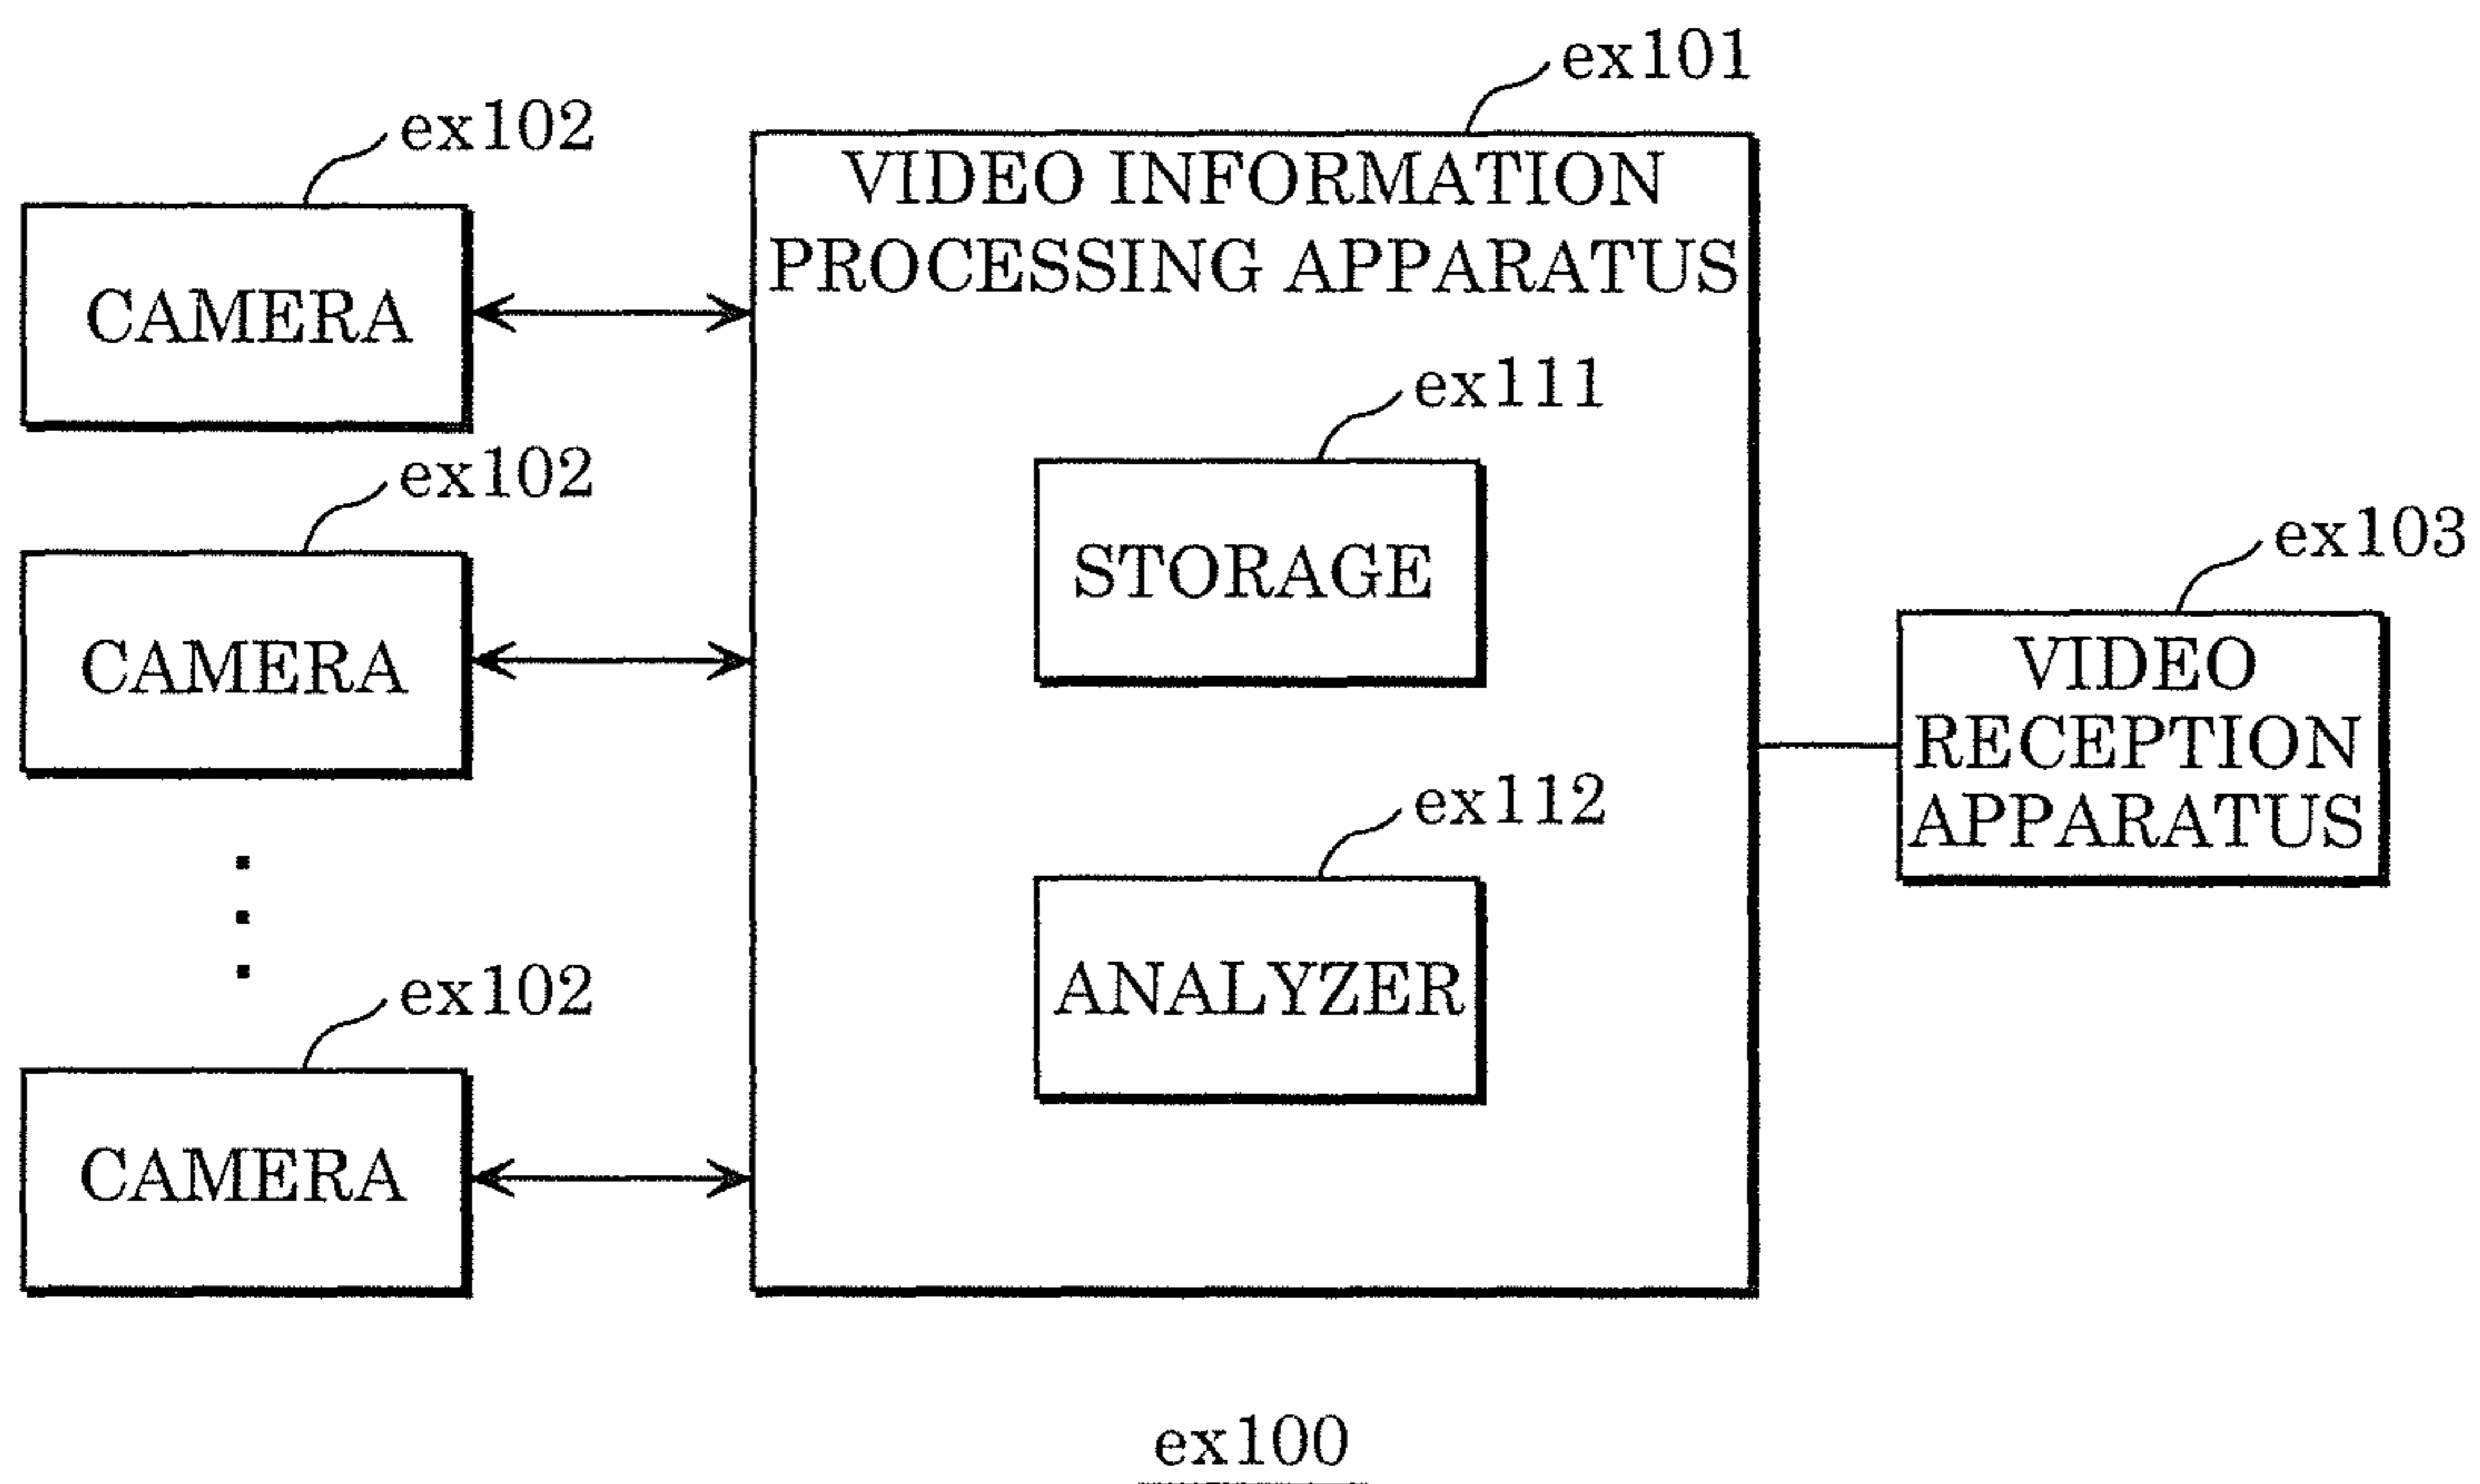 ex101
ex102
VIDEO INFORMATION
PROCESSING APPARATUS
CAMERA
ex111
ex102
STORAGE
CAMERA
ex103
VIDEO
RECEPTION
APPARATUS
ex112
ANALYZER
ex102
CAMERA
ex100